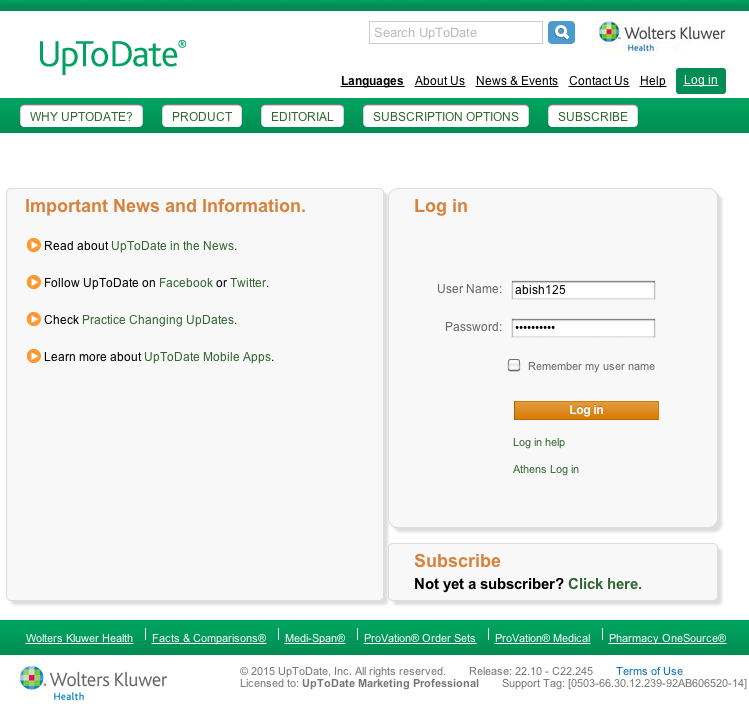 UpToDate®
Search UpToDate
Wolters Kluwer
Health
Languages About Us News & Events Contact Us Help Log in
WHY UPTODATE? PRODUCT EDITORIAL SUBSCRIPTION OPTIONS SUBSCRIBE
Important News and Information.
Read about UpToDate in the News.
Follow UpToDate on Facebook or Twitter.
Check Practice Changing UpDates.
Learn more about UpToDate Mobile Apps.
Log in
User Name: abish125
Password: ••••••••••
Remember my user name
Log in
Log in help
Athens Log in
Subscribe
Not yet a subscriber? Click here.
Wolters Kluwer Health Facts & Comparisons® Medi-Span® ProVation® Order Sets ProVation® Medical Pharmacy OneSource®
Wolters Kluwer
Health
© 2015 UpToDate, Inc. All rights reserved. Release: 22.10 - C22.245 Terms of Use
Licensed to: UpToDate Marketing Professional Support Tag: [0503-66.30.12.239-92AB606520-14]